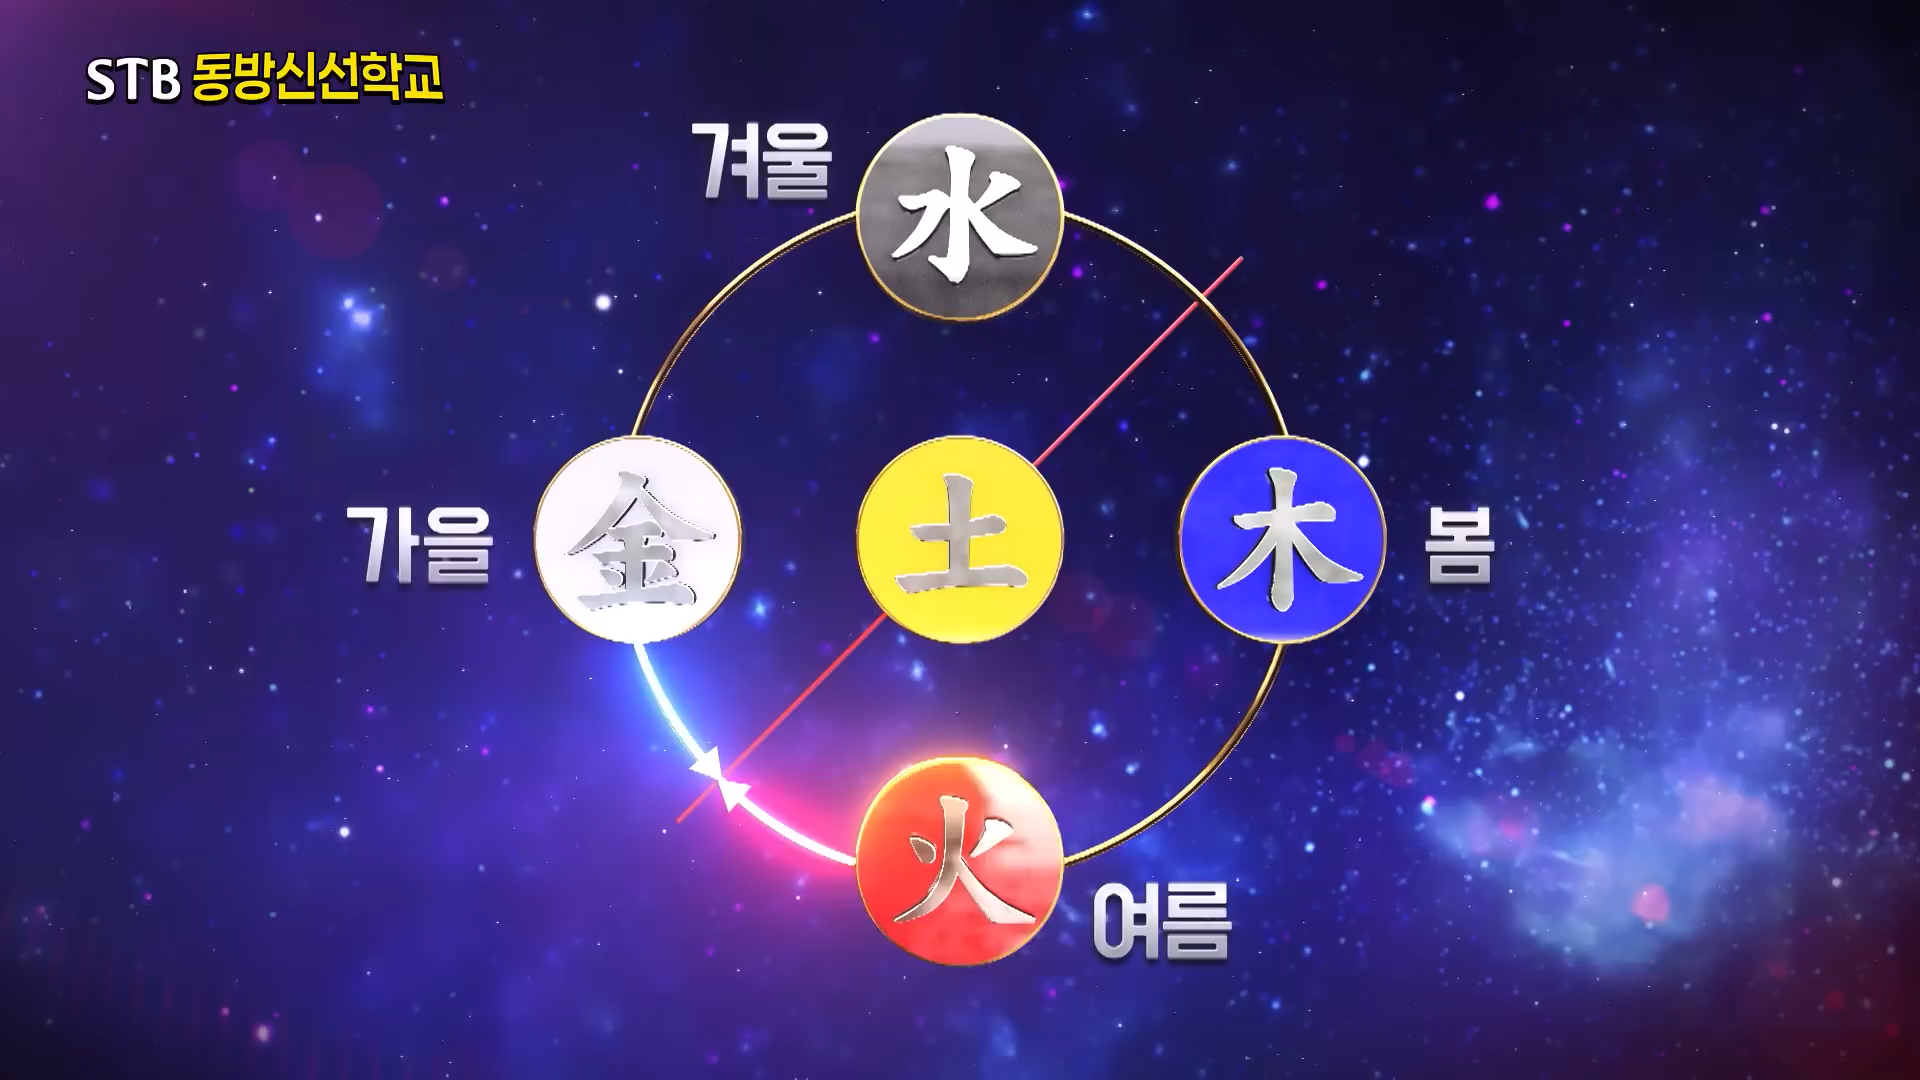 STB 동방신선학교
겨울 水
가을 金 土 木 봄
火 여름